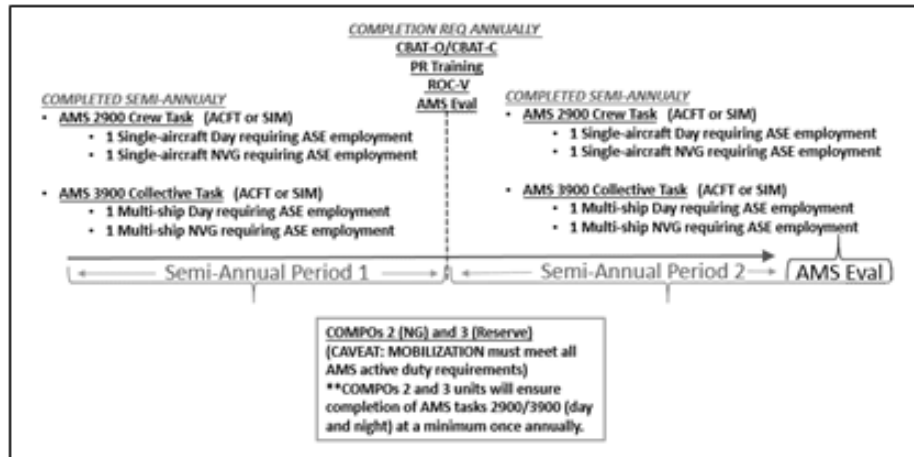 COMPLETION REQ ANNUALLY
CBAT-O/CBAT-C
PR Training
ROC-V
AMS Eval
COMPLETED SEMI-ANNUALY
• AMS 2900 Crew Task (ACFT or SIM)
• 1 Single-aircraft Day requiring ASE employment
• 1 Single-aircraft NVG requiring ASE employment
• AMS 3900 Collective Task (ACFT or SIM)
• 1 Multi-ship Day requiring ASE employment
• 1 Multi-ship NVG requiring ASE employment
COMPLETED SEMI-ANNUALY
• AMS 2900 Crew Task (ACFT or SIM)
• 1 Single-aircraft Day requiring ASE employment
• 1 Single-aircraft NVG requiring ASE employment
• AMS 3900 Collective Task (ACFT or SIM)
• 1 Multi-ship Day requiring ASE employment
• 1 Multi-ship NVG requiring ASE employment
Semi-Annual Period 1
Semi-Annual Period 2
AMS Eval
COMPOs 2 (NG) and 3 (Reserve)
(CAVEAT: MOBILIZATION must meet all
AMS active duty requirements)
**COMPOs 2 and 3 units will ensure
completion of AMS tasks 2900/3900 (day
and night) at a minimum once annually.